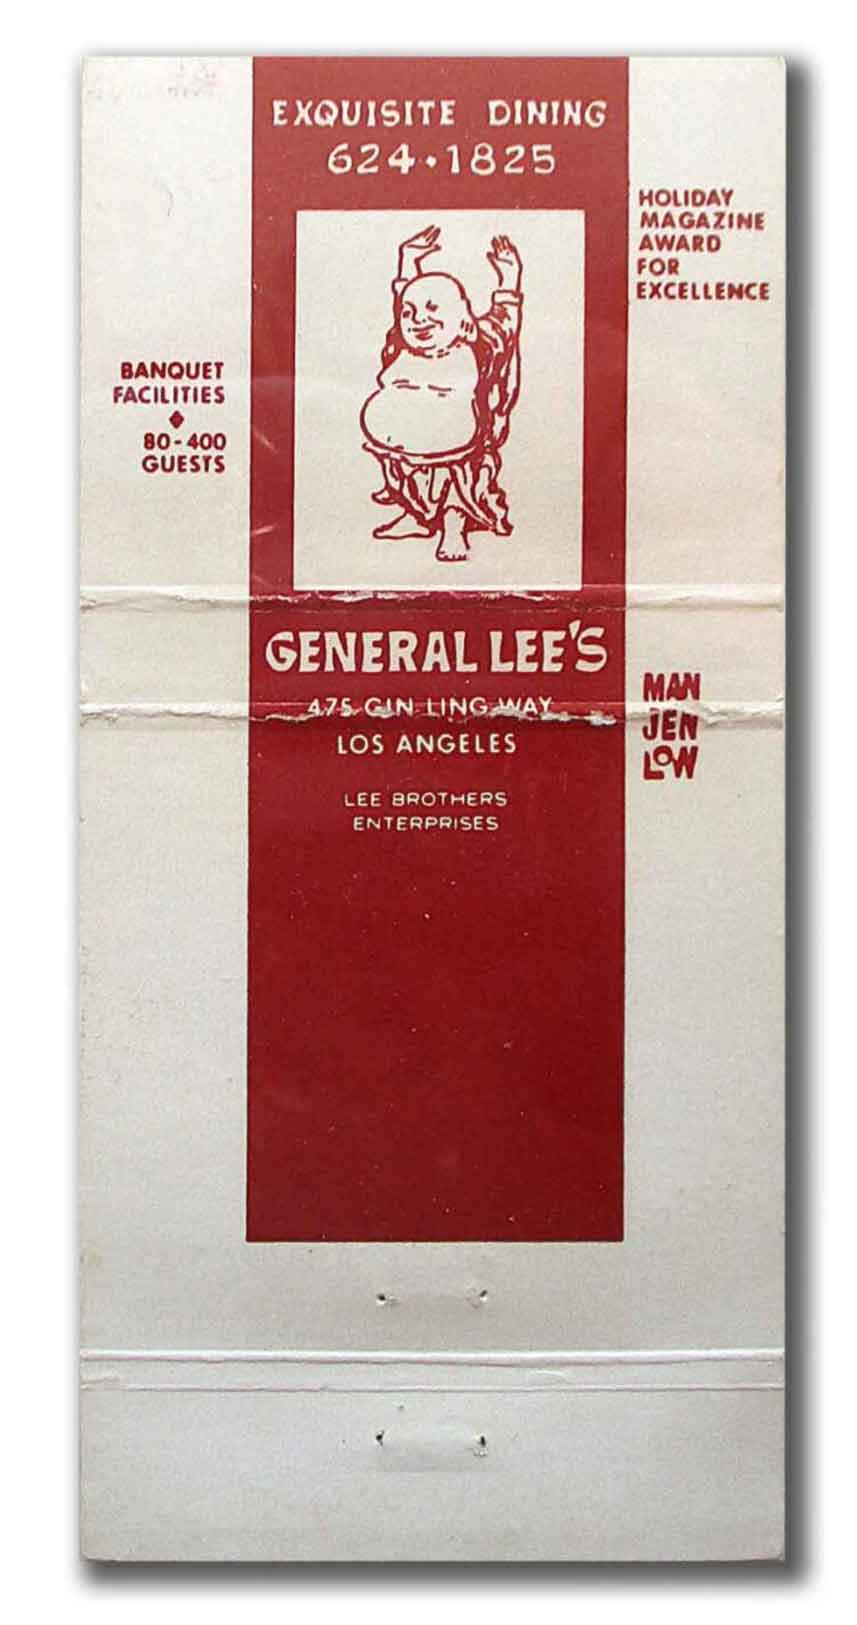 EXQUISITE DINING
624·1825
HOLIDAY
MAGAZINE
AWARD
FOR
EXCELLENCE
BANQUET
FACILITIES
♦
80-400
GUESTS
GENERAL LEE'S
475 GIN LING WAY
LOS ANGELES
LEE BROTHERS
ENTERPRISES
MAN
JEN
LOW